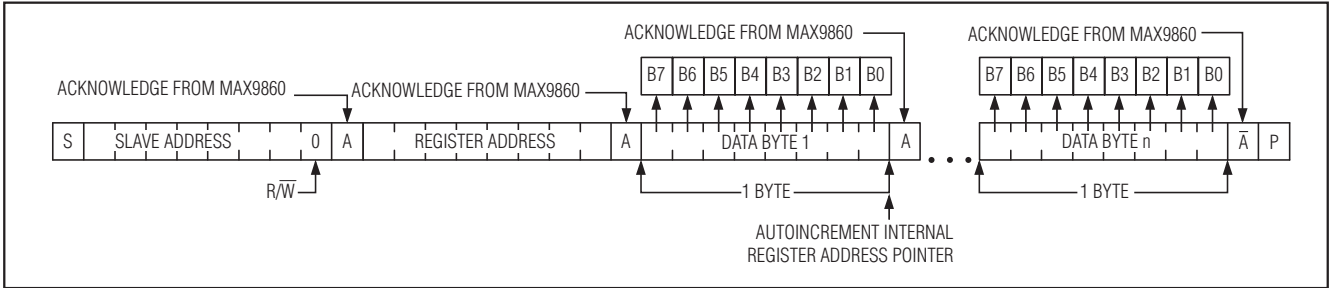 ACKNOWLEDGE FROM MAX9860
ACKNOWLEDGE FROM MAX9860
B7 B6 B5 B4 B3 B2 B1 B0
B7 B6 B5 B4 B3 B2 B1 B0
ACKNOWLEDGE FROM MAX9860
ACKNOWLEDGE FROM MAX9860
S SLAVE ADDRESS 0 A REGISTER ADDRESS A DATA BYTE 1 A • • • DATA BYTE n A̅ P
R/W̅
1 BYTE
1 BYTE
AUTOINCREMENT INTERNAL
REGISTER ADDRESS POINTER